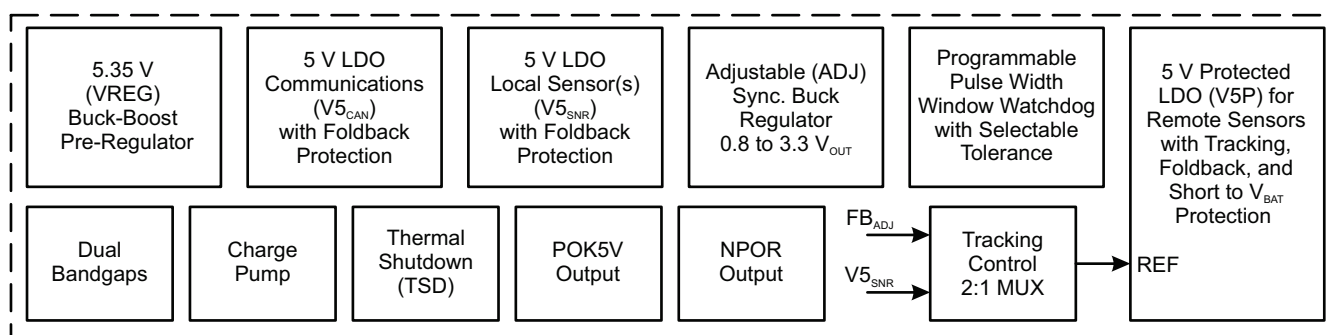 5.35 V
(VREG)
Buck-Boost
Pre-Regulator
5 V LDO
Communications
(V5CAN)
with Foldback
Protection
5 V LDO
Local Sensor(s)
(V5SNR)
with Foldback
Protection
Adjustable (ADJ)
Sync. Buck
Regulator
0.8 to 3.3 VOUT
Programmable
Pulse Width
Window Watchdog
with Selectable
Tolerance
5 V Protected
LDO (V5P) for
Remote Sensors
with Tracking,
Foldback, and
Short to VBAT
Protection
Dual
Bandgaps
Charge
Pump
Thermal
Shutdown
(TSD)
POK5V
Output
NPOR
Output
FBADJ
V5SNR
Tracking
Control
2:1 MUX
REF